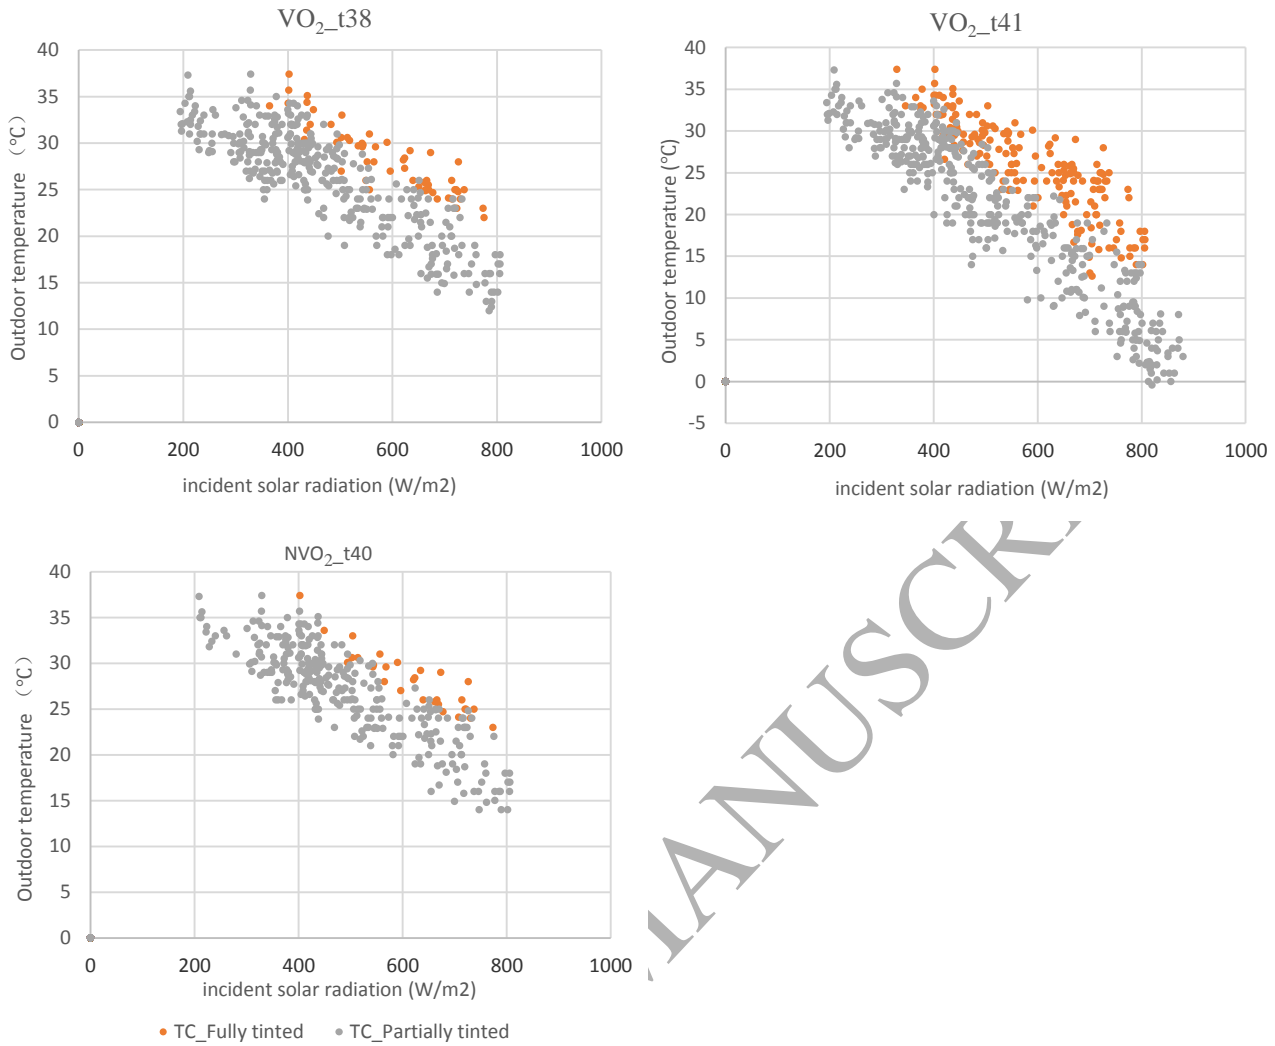 VO₂_t38
40
35
30
25
20
15
10
5
0
0 200 400 600 800 1000
Outdoor temperature (°C)
incident solar radiation (W/m2)
VO₂_t41
40
35
30
25
20
15
10
5
0
-5
0 200 400 600 800 1000
Outdoor temperature (°C)
incident solar radiation (W/m2)
NVO₂_t40
40
35
30
25
20
15
10
5
0
0 200 400 600 800 1000
Outdoor temperature (°C)
incident solar radiation (W/m2)
TC_Fully tinted TC_Partially tinted
MANUSCR